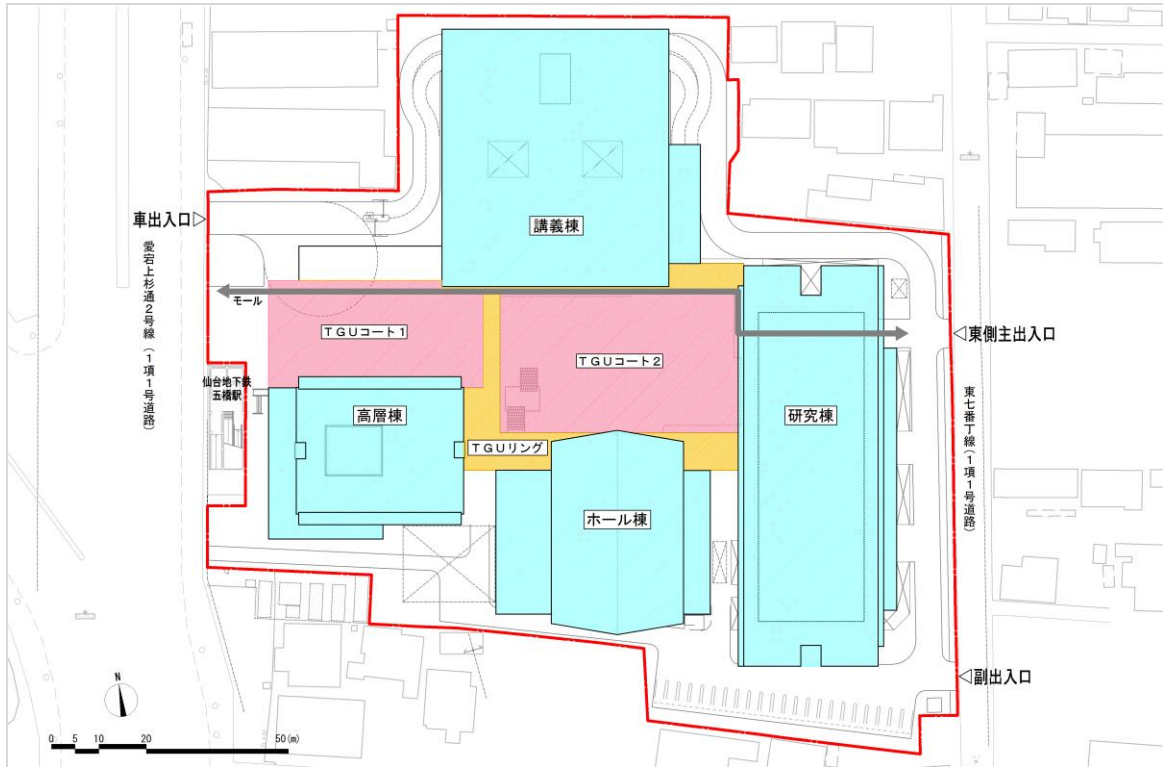 講義棟
車出入口▷
愛宕上杉通2号線(1項1号道路)
モール
TGUコート1
TGUコート2
◁東側主出入口
仙台地下鉄
五橋駅
高層棟
研究棟
TGUリング
東七番丁線(1項1号道路)
ホール棟
◁副出入口
N
0 5 10 20 50(m)